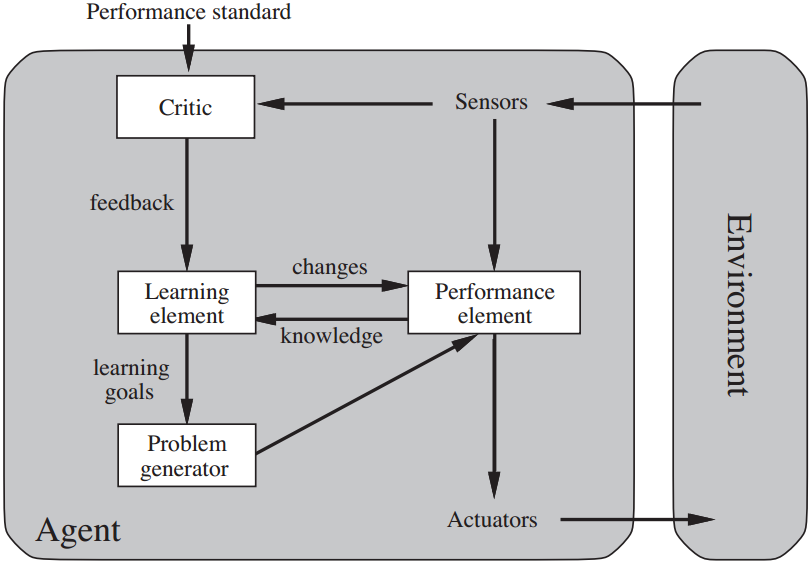 Performance standard
Critic
Sensors
feedback
Learning
element
changes
knowledge
Performance
element
learning
goals
Problem
generator
Actuators
Agent
Environment